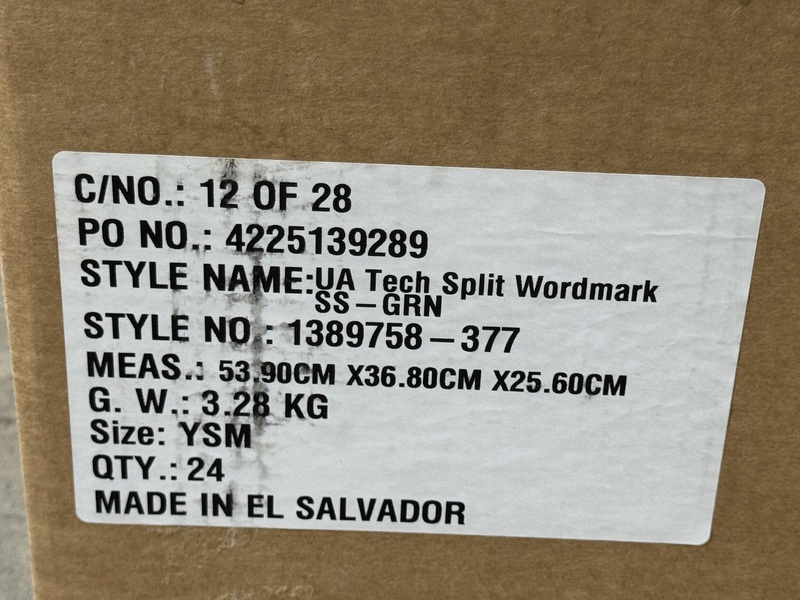 C/NO.: 12 OF 28
PO NO.: 4225139289
STYLE NAME:UA Tech Split Wordmark
SS-GRN
STYLE NO.: 1389758-377
MEAS.: 53.90CM X36.80CM X25.60CM
G. W.: 3.28 KG
Size: YSM
QTY.: 24
MADE IN EL SALVADOR